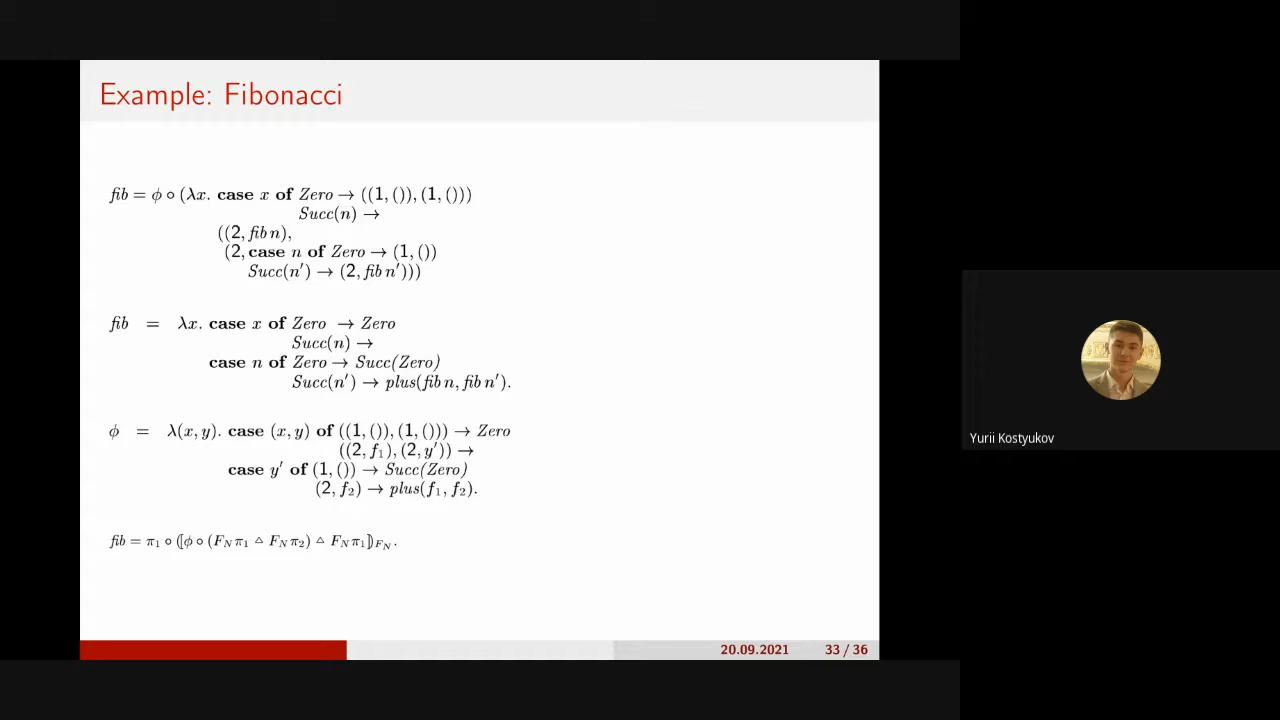 Example: Fibonacci
fib = ϕ ∘ (λx. case x of Zero → ((1, ()), (1, ()))
Succ(n) →
((2, fib n),
(2, case n of Zero → (1, ())
Succ(n′) → (2, fib n′)))
fib = λx. case x of Zero → Zero
Succ(n) →
case n of Zero → Succ(Zero)
Succ(n′) → plus(fib n, fib n′).
ϕ = λ(x, y). case (x, y) of ((1, ()), (1, ())) → Zero
((2, f₁), (2, y′)) →
case y′ of (1, ()) → Succ(Zero)
(2, f₂) → plus(f₁, f₂).
fib = π₁ ∘ ⦇ϕ ∘ (F_N π₁ ▵ F_N π₂) ▵ F_N π₁⦈_{F_N}.
20.09.2021 33 / 36
Yurii Kostyukov